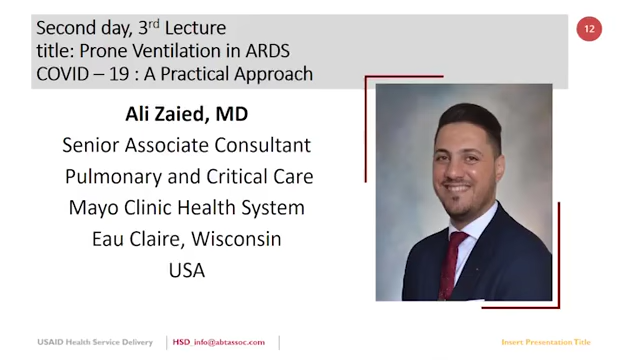 Second day, 3rd Lecture
title: Prone Ventilation in ARDS
COVID – 19 : A Practical Approach
12
Ali Zaied, MD
Senior Associate Consultant
Pulmonary and Critical Care
Mayo Clinic Health System
Eau Claire, Wisconsin
USA
USAID Health Service Delivery
HSD_info@abtassoc.com
Insert Presentation Title